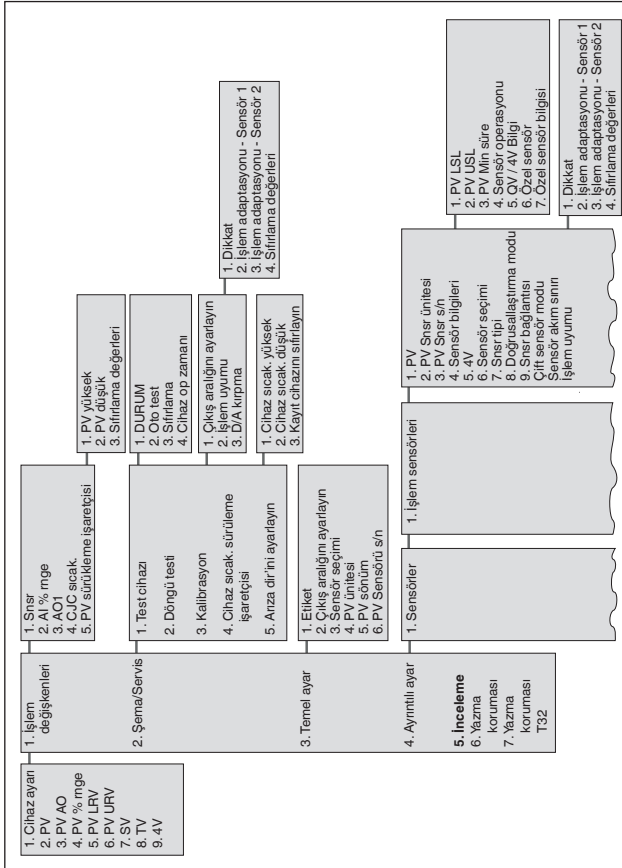 1. Cihaz ayarı
2. PV
3. PV AO
4. PV % rnge
5. PV LRV
6. PV URV
7. SV
8. TV
9. 4V
1. İşlem
değişkenleri
2. Şema/Servis
3. Temel ayar
4. Ayrıntılı ayar
5. İnceleme
6. Yazma
koruması
7. Yazma
koruması
T32
1. Snsr
2. AI % rnge
3. AO1
4. CJC sıcak.
5. PV sürükleme işaretçisi
1. PV yüksek
2. PV düşük
3. Sıfırlama değerleri
1. Test cihazı
2. Döngü testi
3. Kalibrasyon
4. Cihaz sıcak. sürüleme
işaretçisi
5. Arıza dir'ini ayarlayın
1. DURUM
2. Oto test
3. Sıfırlama
4. Cihaz op zamanı
1. Çıkış aralığını ayarlayın
2. İşlem uyumu
3. D/A kırpma
1. Dikkat
2. İşlem adaptasyonu - Sensör 1
3. İşlem adaptasyonu - Sensör 2
4. Sıfırlama değerleri
1. Cihaz sıcak. yüksek
2. Cihaz sıcak. düşük
3. Kayıt cihazını sıfırlayın
1. Etiket
2. Çıkış aralığını ayarlayın
3. Sensör seçimi
4. PV ünitesi
5. PV sönüm
6. PV Sensörü s/n
1. Sensörler
1. İşlem sensörleri
1. PV
2. PV Snsr ünitesi
3. PV Snsr s/n
4. Sensör bilgileri
5. 4V
6. Sensör seçimi
7. Snsr tipi
8. Doğrusallaştırma modu
9. Snsr bağlantısı
Çift sensör modu
Sensör akım sınırı
İşlem uyumu
1. PV LSL
2. PV USL
3. PV Min süre
4. Sensör operasyonu
5. QV / 4V Bilgi
6. Özel sensör
7. Özel sensör bilgisi
1. Dikkat
2. İşlem adaptasyonu - Sensör 1
3. İşlem adaptasyonu - Sensör 2
4. Sıfırlama değerleri